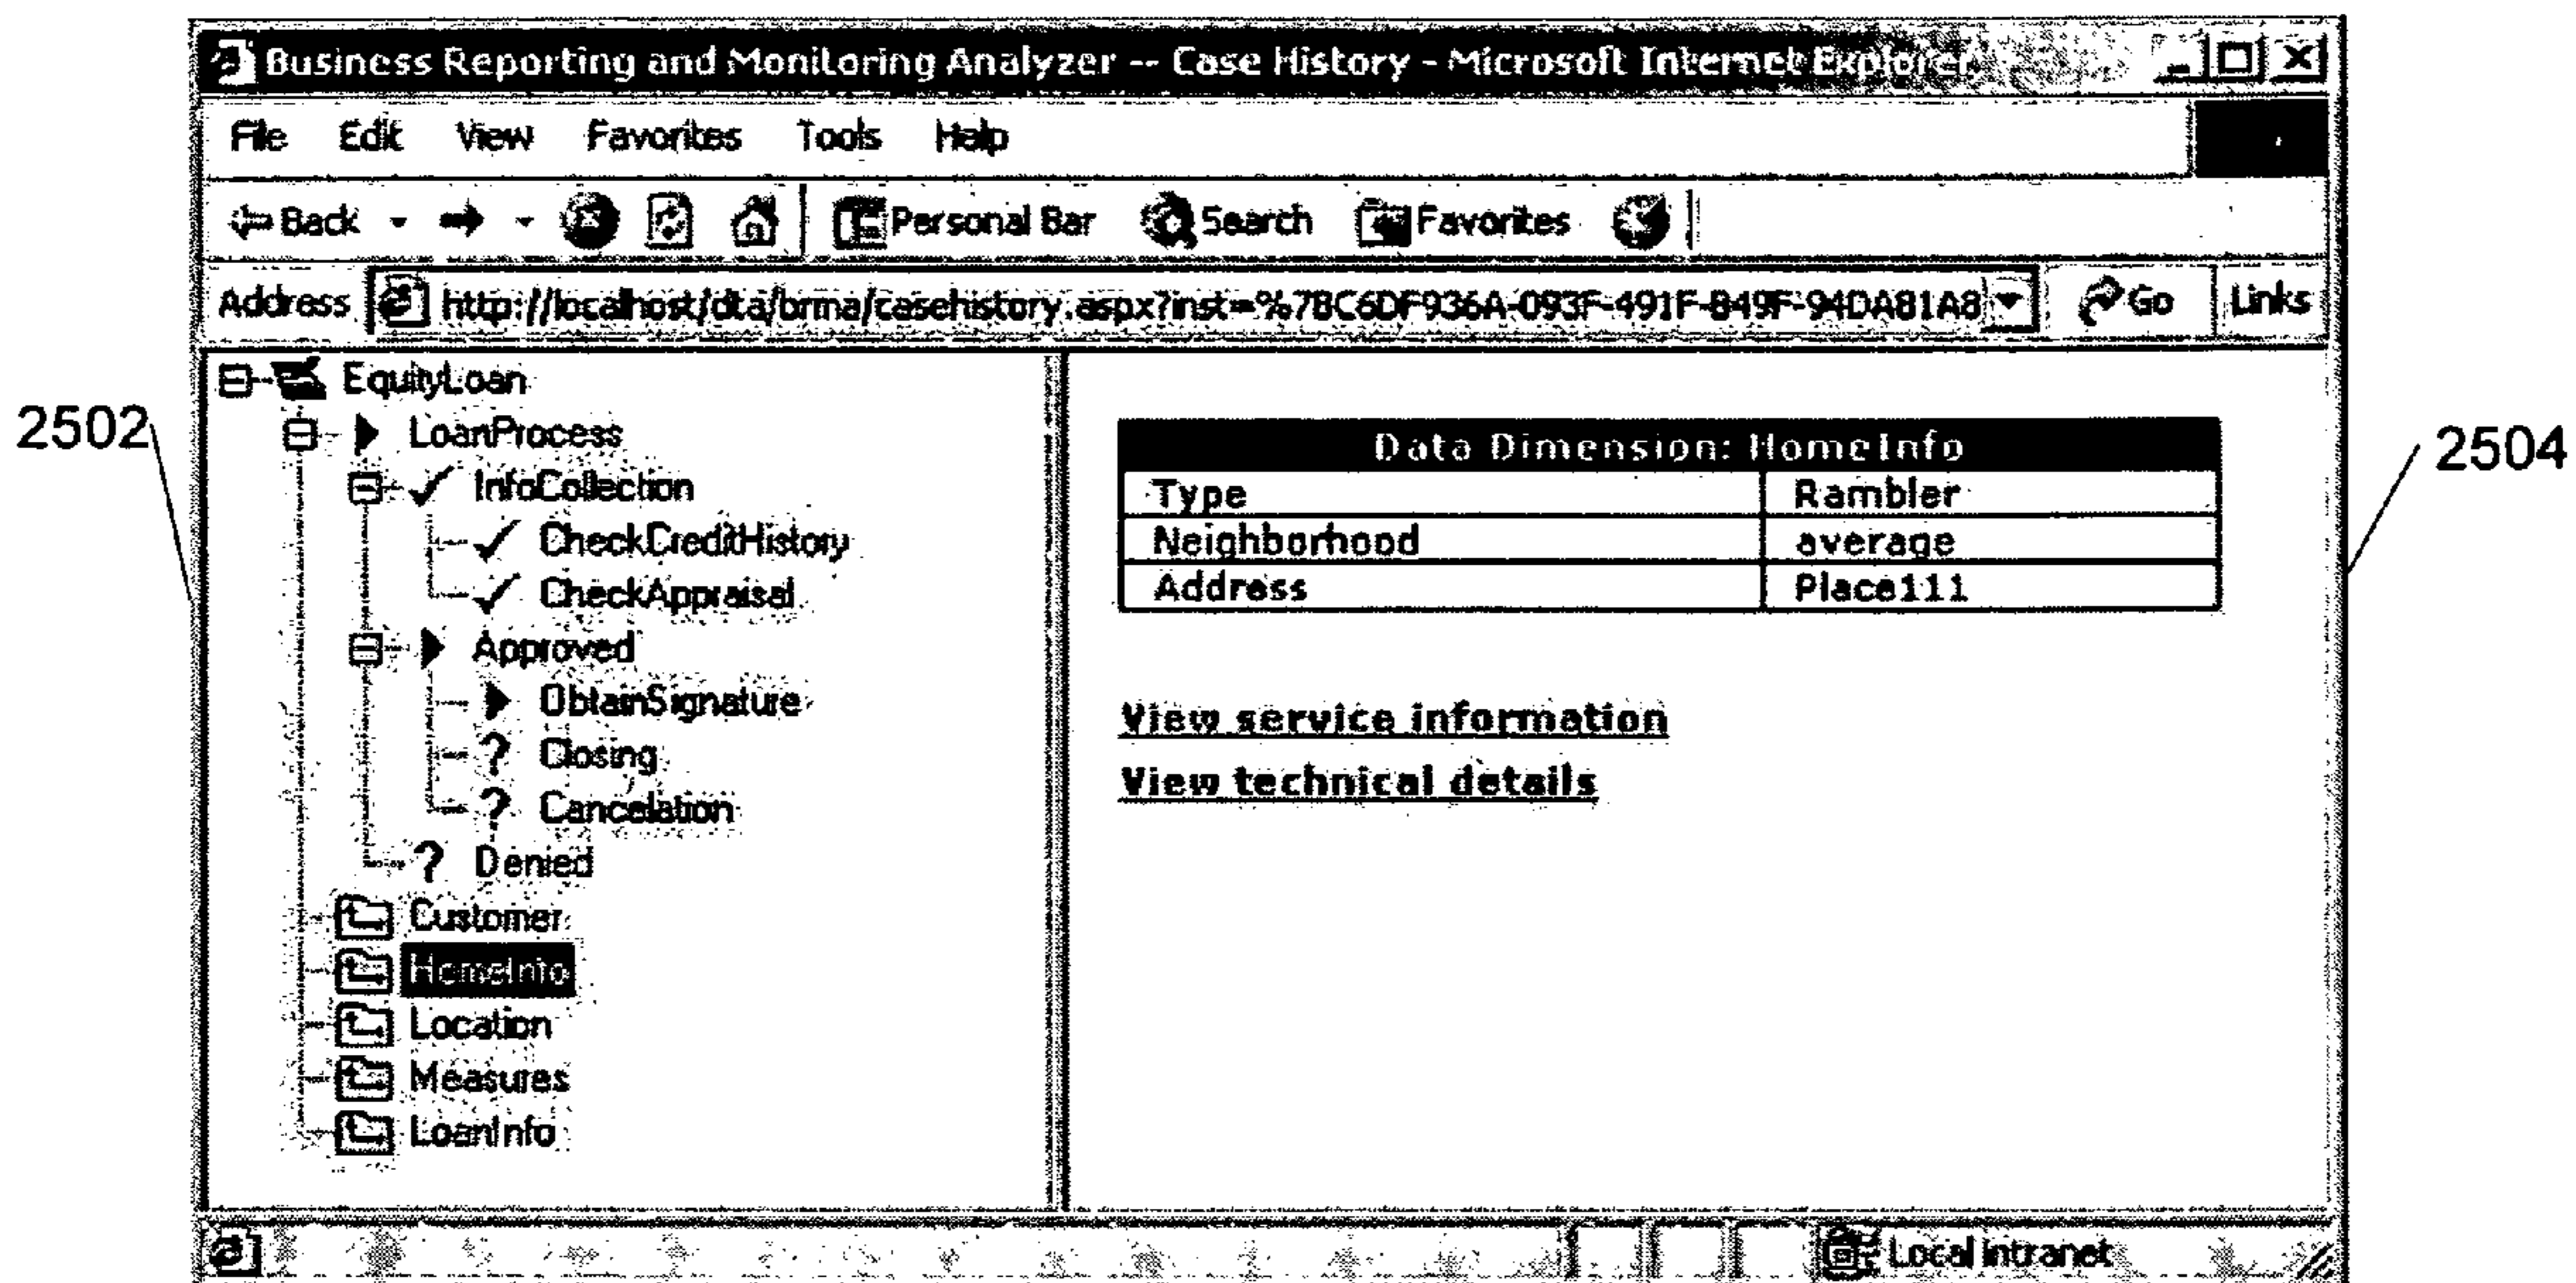 Business Reporting and Monitoring Analyzer -- Case History - Microsoft Internet Explorer
File Edit View Favorites Tools Help
Back Personal Bar Search Favorites
Address http://localhost/dta/brma/casehistory.aspx?inst=%7BC6DF936A-093F-491F-B49F-94DA81A8 Go Links
2502
EquityLoan
LoanProcess
InfoCollection
CheckCreditHistory
CheckAppraisal
Approved
ObtainSignature
? Closing
? Cancelation
? Denied
Customer
HomeInfo
Location
Measures
LoanInfo
2504
Data Dimension: HomeInfo
Type Rambler
Neighborhood average
Address Place111
View service information
View technical details
Local intranet